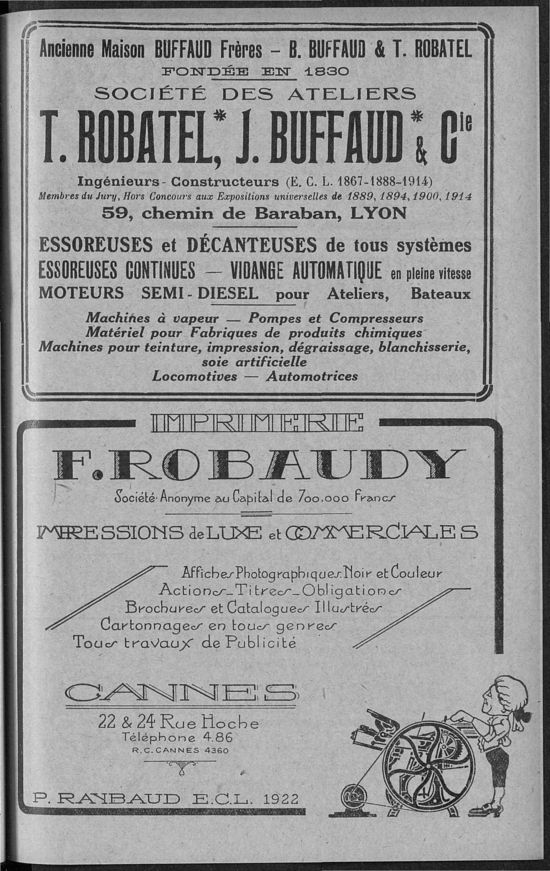 Ancienne Maison BUFFAUD Frères – B. BUFFAUD & T. ROBATEL
FONDÉE EN 1830
SOCIÉTÉ DES ATELIERS
T. ROBATEL,* J. BUFFAUD* & Cie
Ingénieurs-Constructeurs (E. C. L. 1867-1888-1914)
Membres du Jury, Hors Concours aux Expositions universelles de 1889, 1894, 1900, 1914
59, chemin de Baraban, LYON
ESSOREUSES et DÉCANTEUSES de tous systèmes
ESSOREUSES CONTINUES — VIDANGE AUTOMATIQUE en pleine vitesse
MOTEURS SEMI-DIESEL pour Ateliers, Bateaux
Machines à vapeur — Pompes et Compresseurs
Matériel pour Fabriques de produits chimiques
Machines pour teinture, impression, dégraissage, blanchisserie,
soie artificielle
Locomotives — Automotrices
IMPRIMERIE
F. ROBAUDY
Société Anonyme au Capital de 700.000 Francs
IMPRESSIONS de LUXE et COMMERCIALES
Affiches Photographiques Noir et Couleur
Actions_Titres_Obligations
Brochures et Catalogues Illustrés
Cartonnages en tous genres
Tous travaux de Publicité
CANNES
22 & 24 Rue Hoche
Téléphone 4.86
R.C. CANNES 4360
P. RAYBAUD E.C.L. 1922